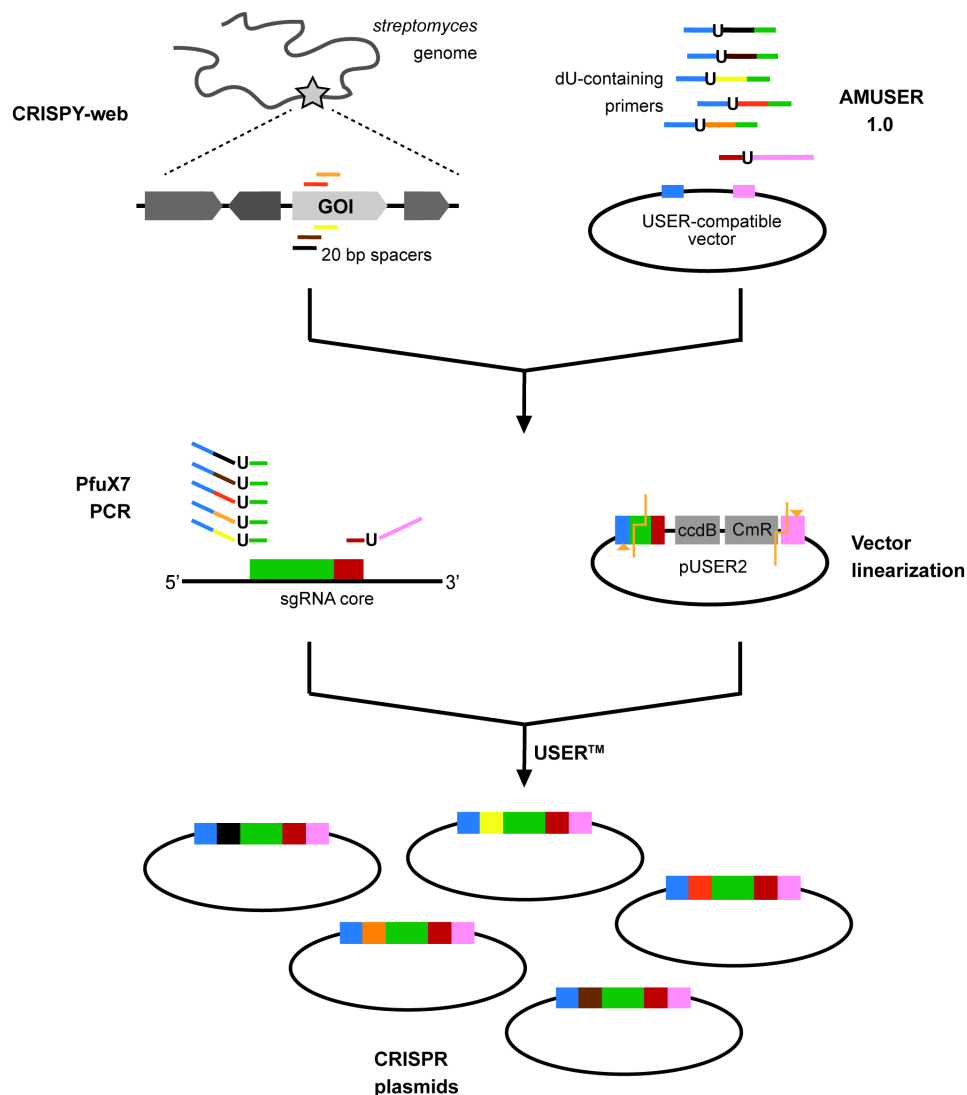 streptomyces
genome
CRISPY-web
GOI
20 bp spacers
U
U
dU-containing
U
primers
U
U
AMUSER
1.0
U
USER-compatible
vector
PfuX7
PCR
U
U
U
U
U
U
5'
3'
sgRNA core
ccdB
CmR
pUSER2
Vector
linearization
USER™
CRISPR
plasmids